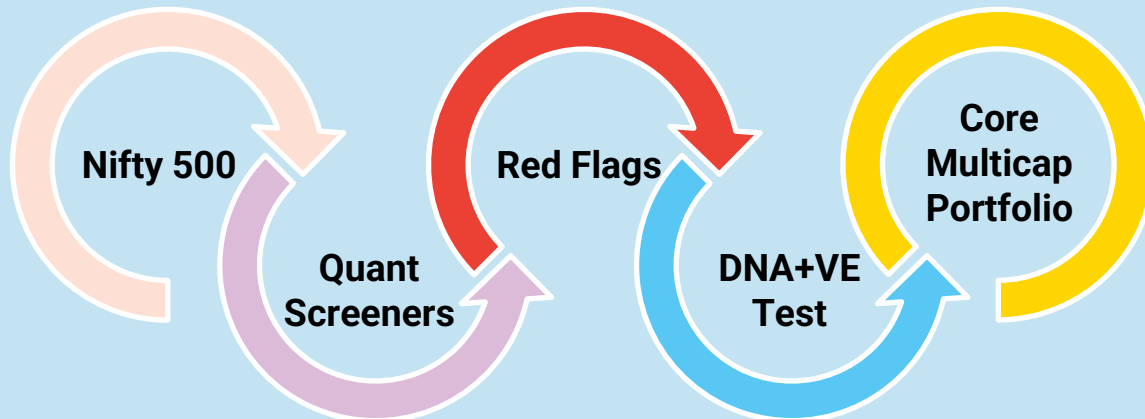 Nifty 500
Quant
Screeners
Red Flags
DNA+VE
Test
Core
Multicap
Portfolio